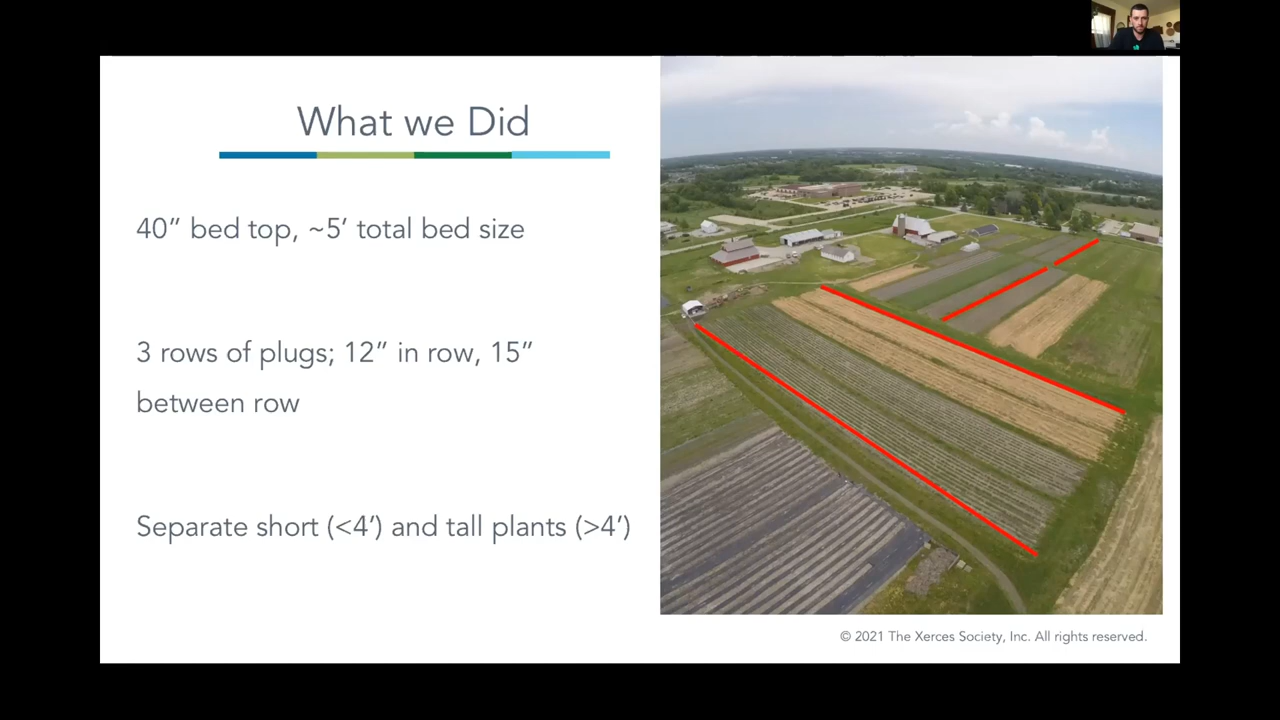 What we Did
40” bed top, ~5’ total bed size
3 rows of plugs; 12” in row, 15”
between row
Separate short (<4’) and tall plants (>4’)
© 2021 The Xerces Society, Inc. All rights reserved.